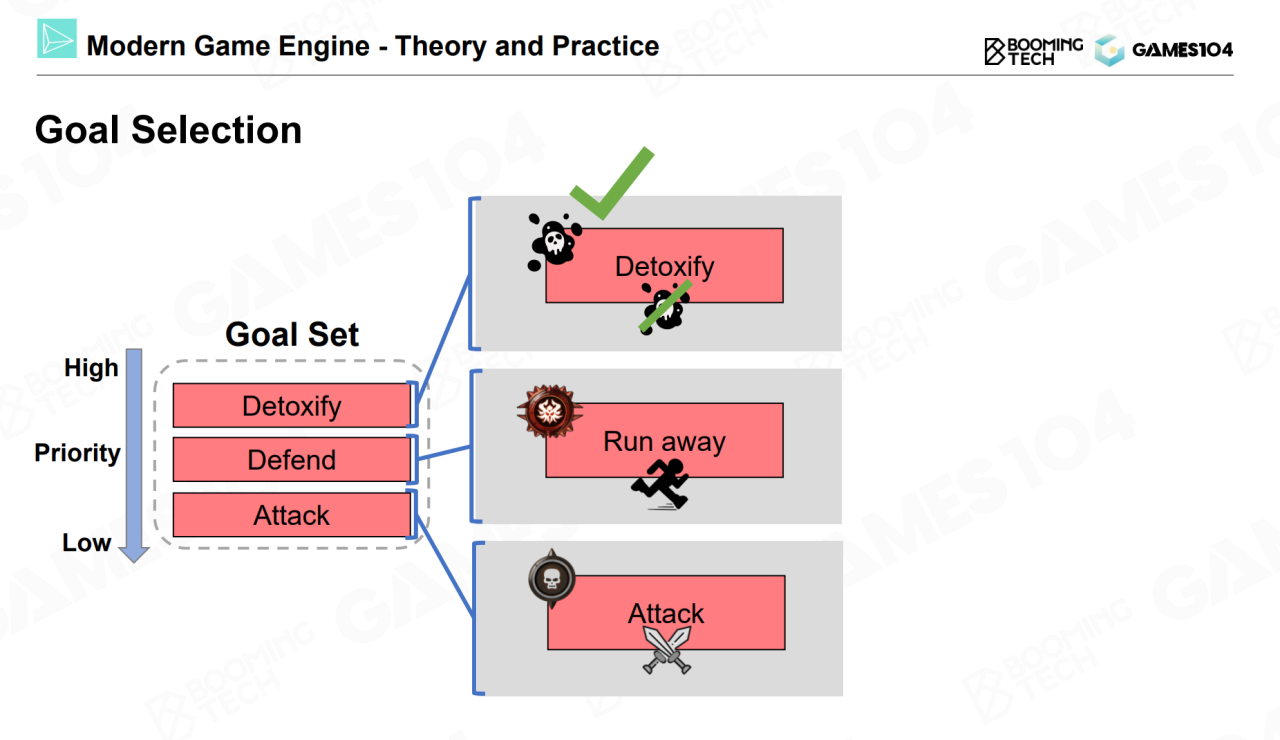 Modern Game Engine - Theory and Practice
BOOMING
TECH
GAMES104
Goal Selection
Goal Set
High
Priority
Low
Detoxify
Defend
Attack
Detoxify
Run away
Attack